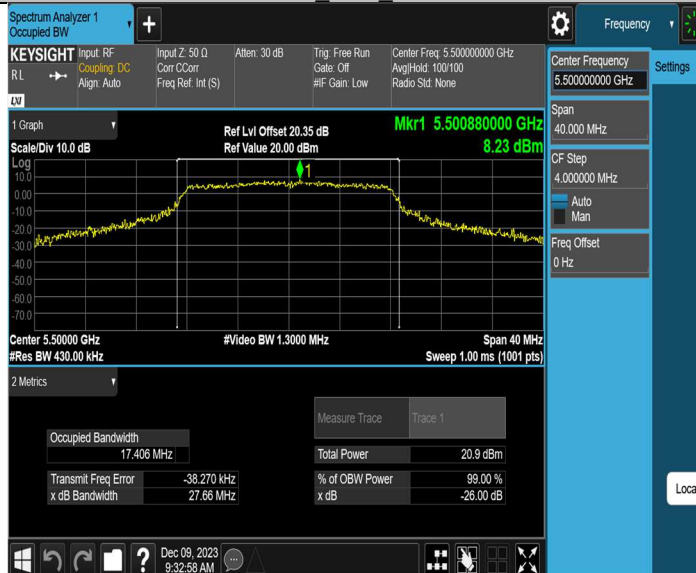 Spectrum Analyzer 1
Occupied BW
Frequency
KEYSIGHT
RL
LXI
Input: RF
Coupling: DC
Align: Auto
Input Z: 50 Ω
Corr CCorr
Freq Ref: Int (S)
Atten: 30 dB
Trig: Free Run
Gate: Off
#IF Gain: Low
Center Freq: 5.500000000 GHz
Avg|Hold: 100/100
Radio Std: None
Center Frequency
5.500000000 GHz
Settings
Span
40.000 MHz
CF Step
4.000000 MHz
Auto
Man
Freq Offset
0 Hz
1 Graph
Scale/Div 10.0 dB
Ref Lvl Offset 20.35 dB
Ref Value 20.00 dBm
Mkr1 5.500880000 GHz
8.23 dBm
Log
10.0
0.00
-10.0
-20.0
-30.0
-40.0
-50.0
-60.0
-70.0
1
Center 5.50000 GHz
#Res BW 430.00 kHz
#Video BW 1.3000 MHz
Span 40 MHz
Sweep 1.00 ms (1001 pts)
2 Metrics
Measure Trace Trace 1
Occupied Bandwidth
17.406 MHz
Total Power 20.9 dBm
Transmit Freq Error -38.270 kHz
% of OBW Power 99.00 %
x dB Bandwidth 27.66 MHz
x dB -26.00 dB
Loca
Dec 09, 2023
9:32:58 AM